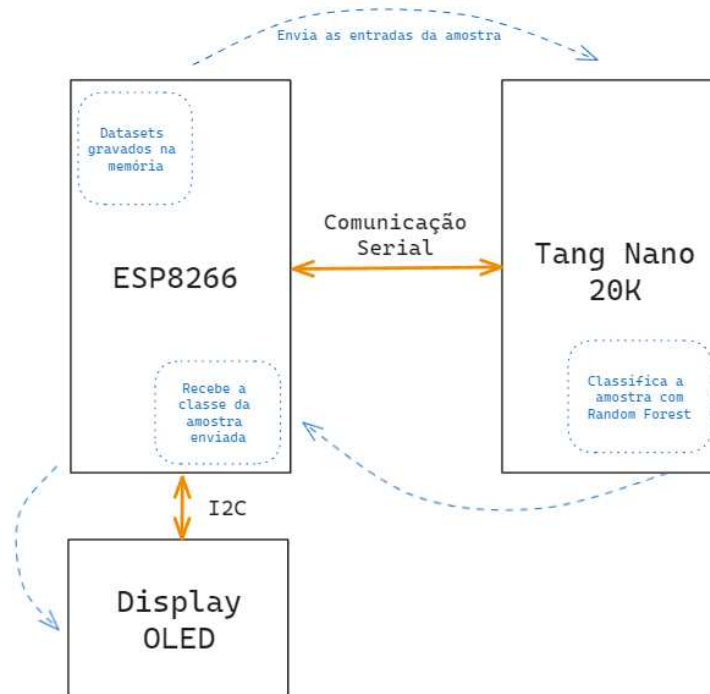 Envia as entradas da amostra
Datasets
gravados na
memória
ESP8266
Comunicação
Serial
Tang Nano
20K
Recebe a
classe da
amostra
enviada
Classifica a
amostra com
Random Forest
I2C
Display
OLED